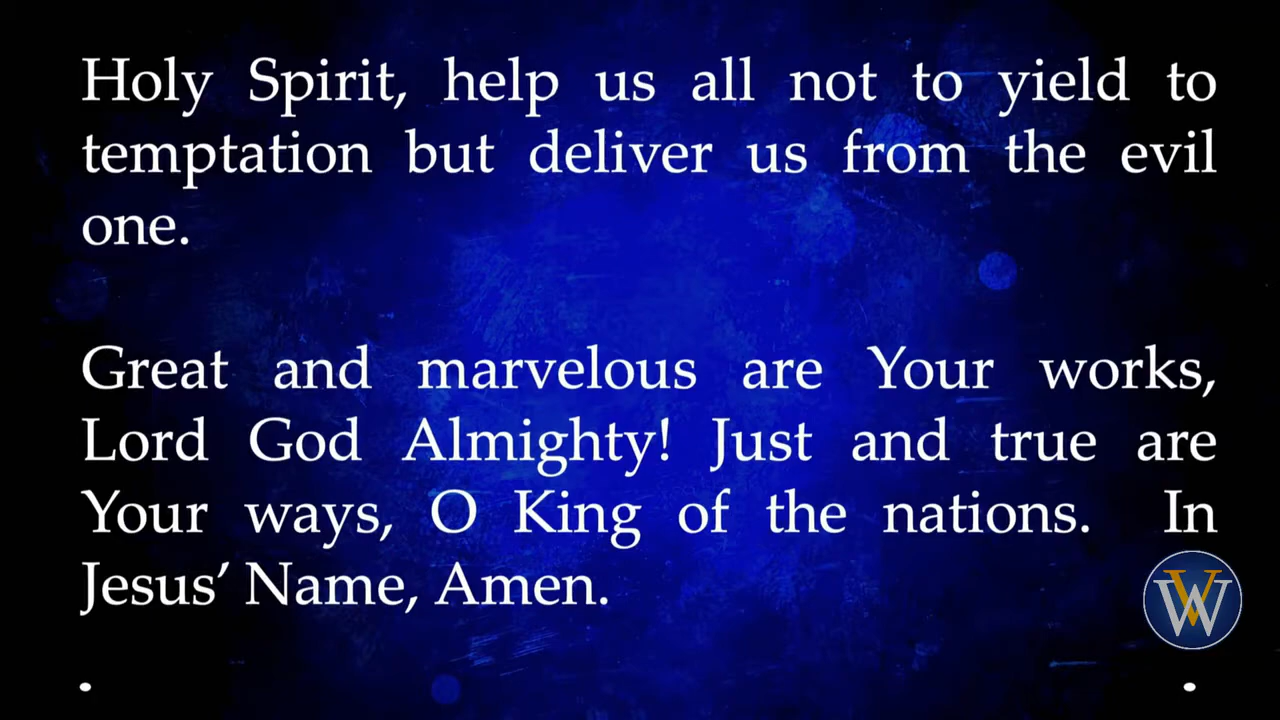 Holy Spirit, help us all not to yield to
temptation but deliver us from the evil
one.
Great and marvelous are Your works,
Lord God Almighty! Just and true are
Your ways, O King of the nations. In
Jesus’ Name, Amen.
. .
VW